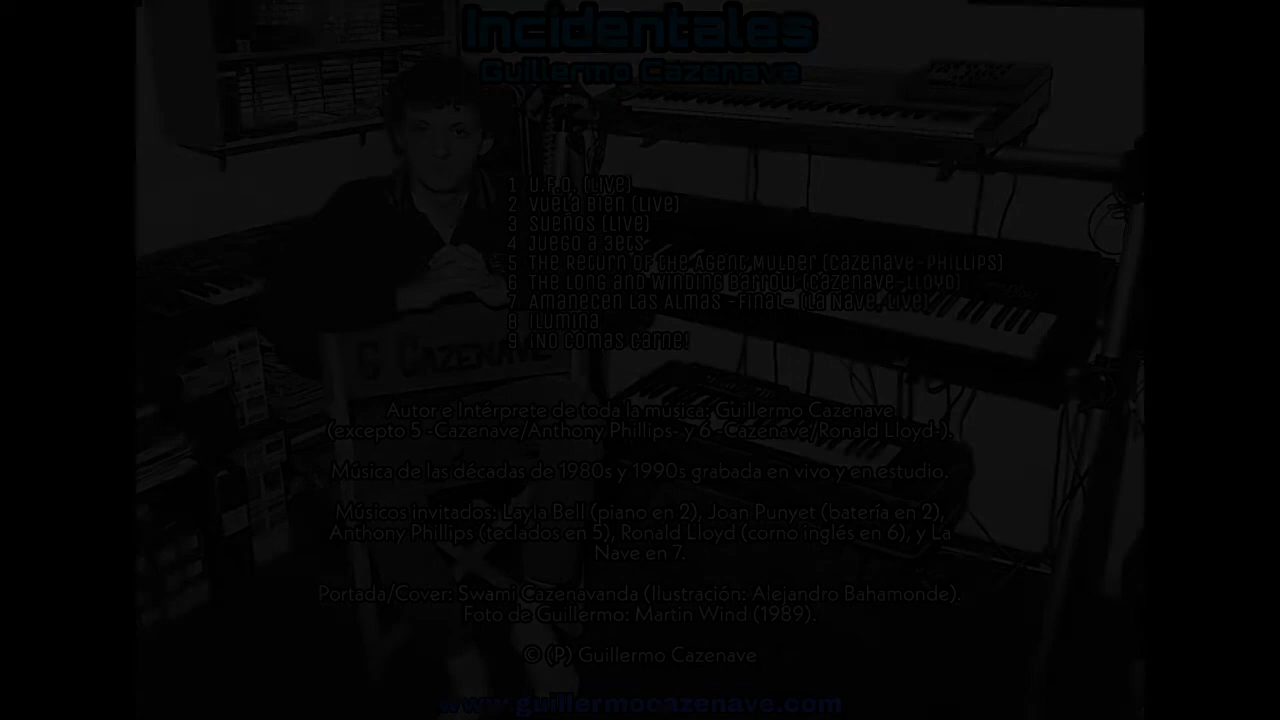 Incidentales
Guillermo Cazenave
1 U.F.O. (Live)
2 Vuela Bien (Live)
3 Sueños (Live)
4 Juego a 3ets
5 The Return of the Agent Mulder (Cazenave-Phillips)
6 The Long and Winding Barrow (Cazenave-Lloyd)
7 Amanecen las Almas -Final- (La Nave, Live)
8 Ilumina
9 ¡No comas carne!
G CAZENAVE
Autor e Intérprete de toda la música: Guillermo Cazenave
(excepto 5 -Cazenave/Anthony Phillips- y 6 -Cazenave/Ronald Lloyd-).
Música de las décadas de 1980s y 1990s grabada en vivo y en estudio.
Músicos invitados: Layla Bell (piano en 2), Joan Punyet (batería en 2),
Anthony Phillips (teclados en 5), Ronald Lloyd (corno inglés en 6), y La
Nave en 7.
Portada/Cover: Swami Cazenavanda (Ilustración: Alejandro Bahamonde).
Foto de Guillermo: Martin Wind (1989).
© (P) Guillermo Cazenave
www.guillermocazenave.com